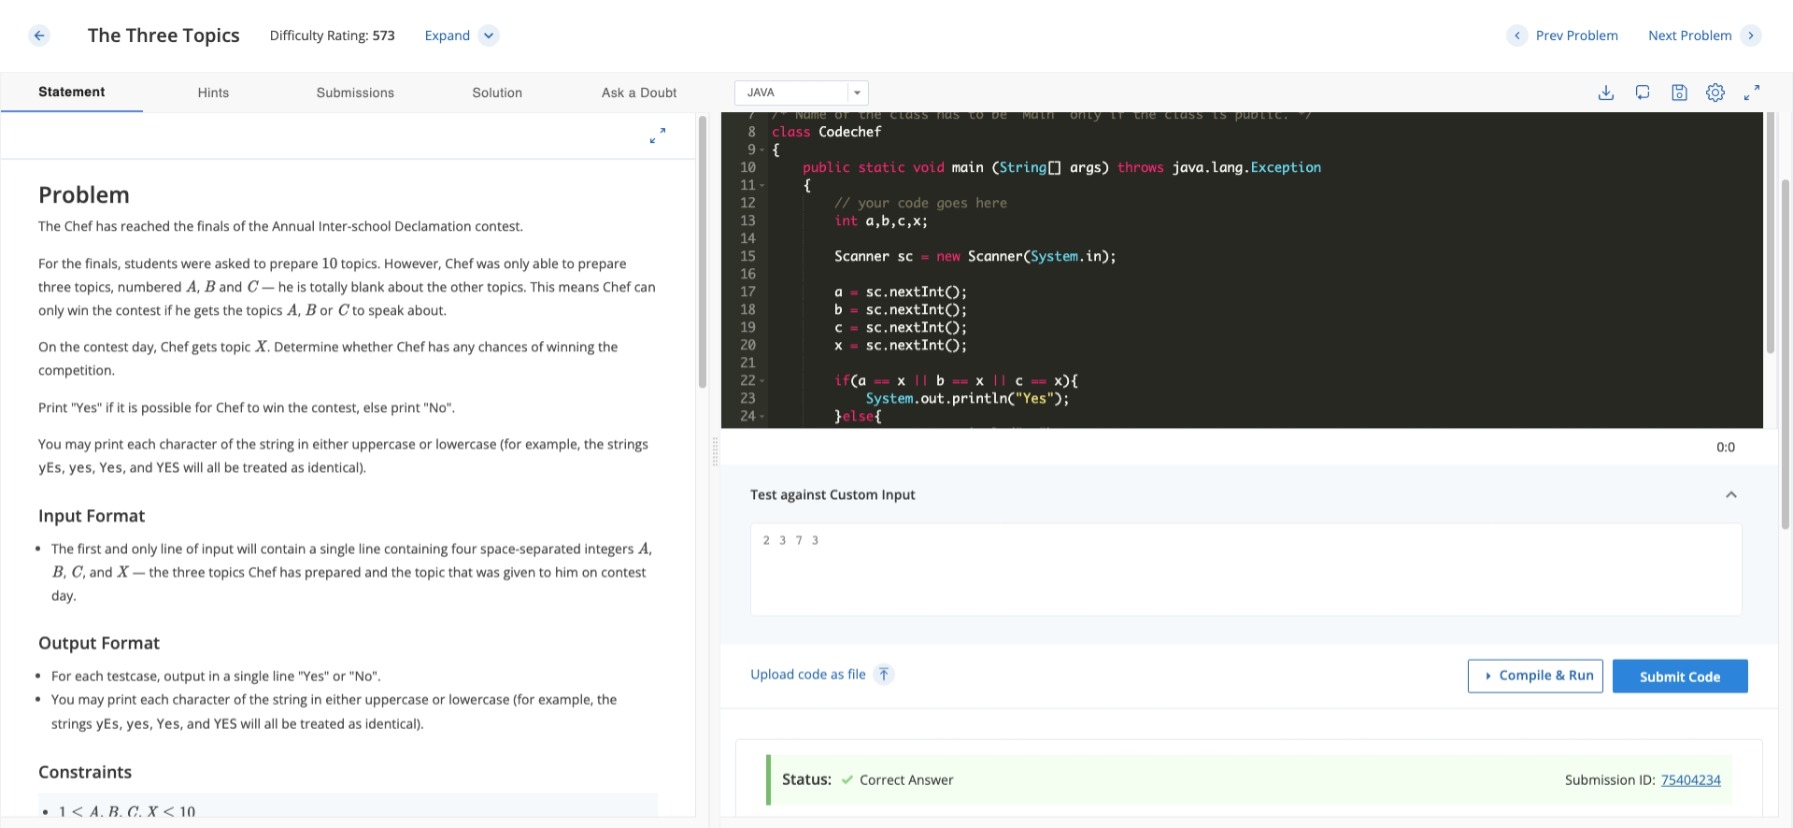 The Three Topics
Difficulty Rating: 573
Expand
Prev Problem
Next Problem
Statement
Hints
Submissions
Solution
Ask a Doubt
JAVA
Problem
The Chef has reached the finals of the Annual Inter-school Declamation contest.
For the finals, students were asked to prepare 10 topics. However, Chef was only able to prepare
three topics, numbered A, B and C — he is totally blank about the other topics. This means Chef can
only win the contest if he gets the topics A, B or C to speak about.
On the contest day, Chef gets topic X. Determine whether Chef has any chances of winning the
competition.
Print "Yes" if it is possible for Chef to win the contest, else print "No".
You may print each character of the string in either uppercase or lowercase (for example, the strings
yEs, yes, Yes, and YES will all be treated as identical).
Input Format
• The first and only line of input will contain a single line containing four space-separated integers A,
B, C, and X — the three topics Chef has prepared and the topic that was given to him on contest
day.
Output Format
• For each testcase, output in a single line "Yes" or "No".
• You may print each character of the string in either uppercase or lowercase (for example, the
strings yEs, yes, Yes, and YES will all be treated as identical).
Constraints
• 1 ≤ A, B, C, X ≤ 10
7 /* Name of the class has to be "Main" only if the class is public. */
8 class Codechef
9 {
10 public static void main (String[] args) throws java.lang.Exception
11 {
12 // your code goes here
13 int a,b,c,x;
14
15 Scanner sc = new Scanner(System.in);
16
17 a = sc.nextInt();
18 b = sc.nextInt();
19 c = sc.nextInt();
20 x = sc.nextInt();
21
22 if(a == x || b == x || c == x){
23 System.out.println("Yes");
24 }else{
0:0
Test against Custom Input
2 3 7 3
Upload code as file
Compile & Run
Submit Code
Status: ✓ Correct Answer
Submission ID: 75404234